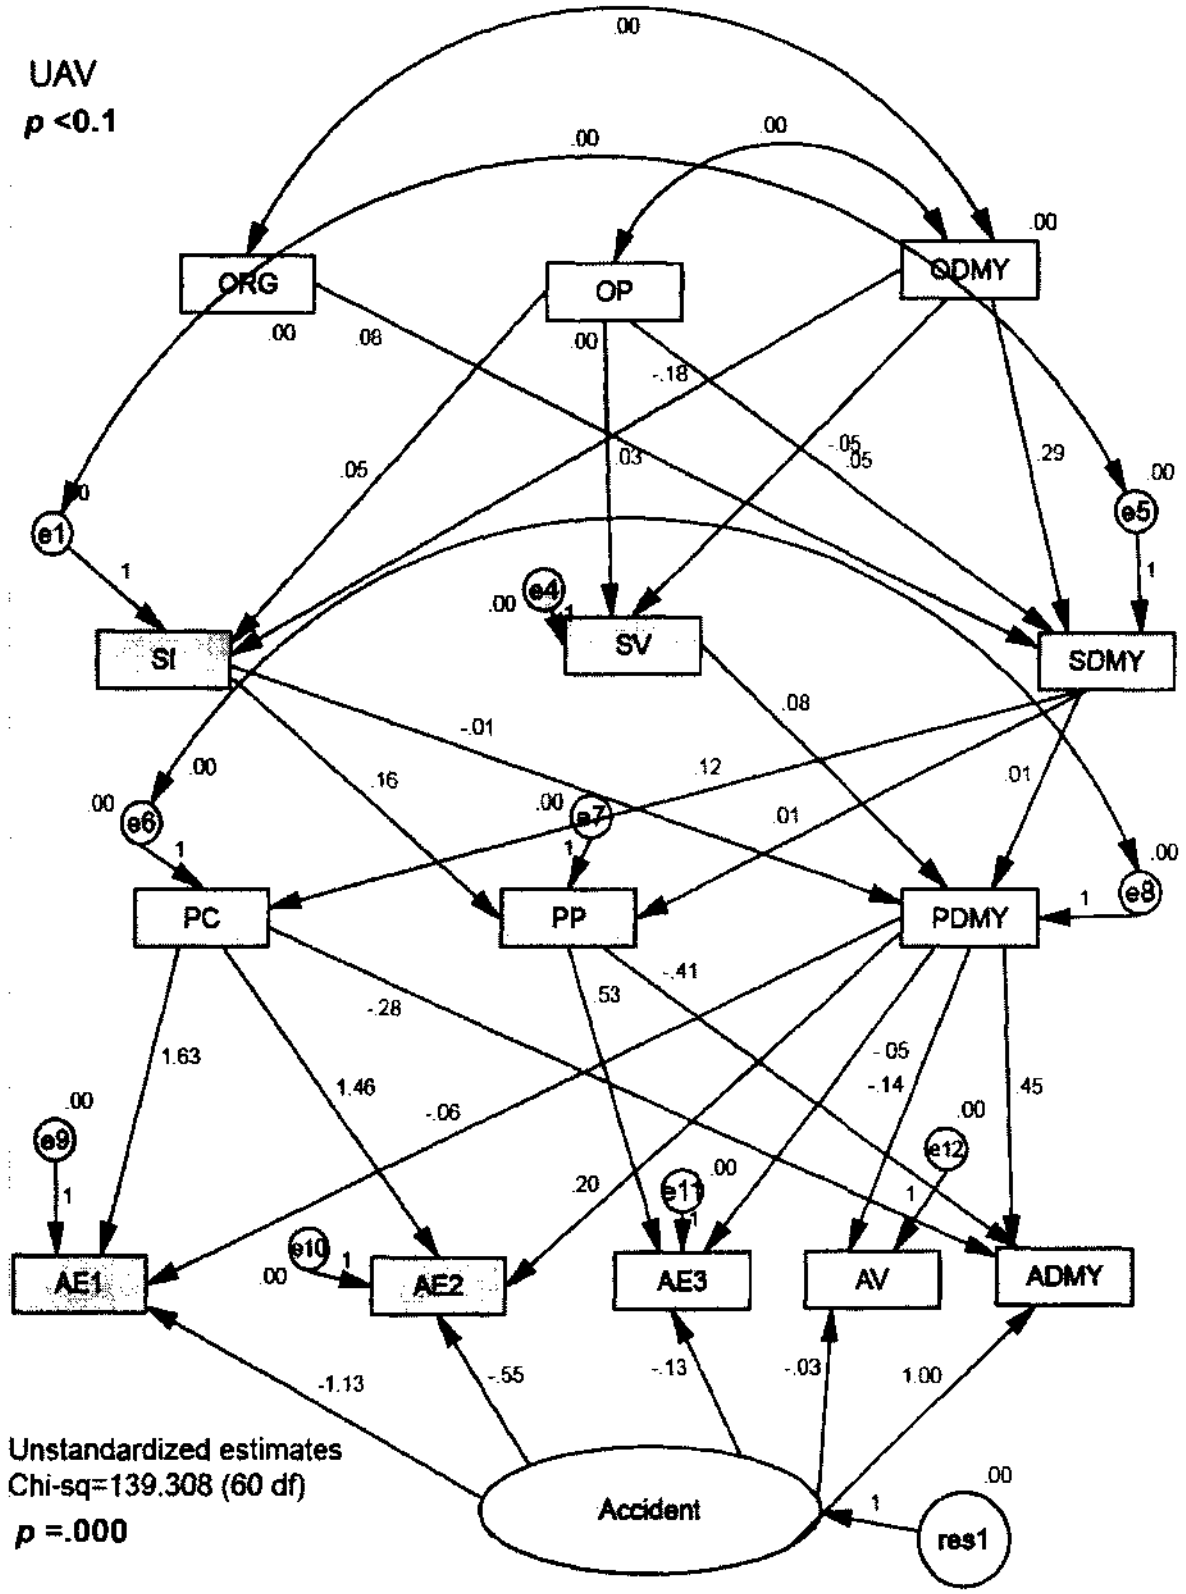 .00
UAV
p <0.1
.00
.00
.00
ORG
OP
ODMY
.00
.08
.00
-.18
.05
.03
-.05
.05
.29
.00
e1
e5
1
1
e4
.00
1
SI
SV
SDMY
-.01
.08
.00
.16
.12
.01
.00
e6
.00
e7
.01
.00
1
1
e8
1
PC
PP
PDMY
-.28
.53
-.41
1.63
1.46
-.06
-.05
-.14
.45
.00
e9
.00
e12
1
.20
e11
.00
1
1
e10
.00
1
AE1
AE2
AE3
AV
ADMY
-1.13
-.55
-.13
-.03
1.00
Unstandardized estimates
Chi-sq=139.308 (60 df)
p =.000
Accident
1
.00
res1